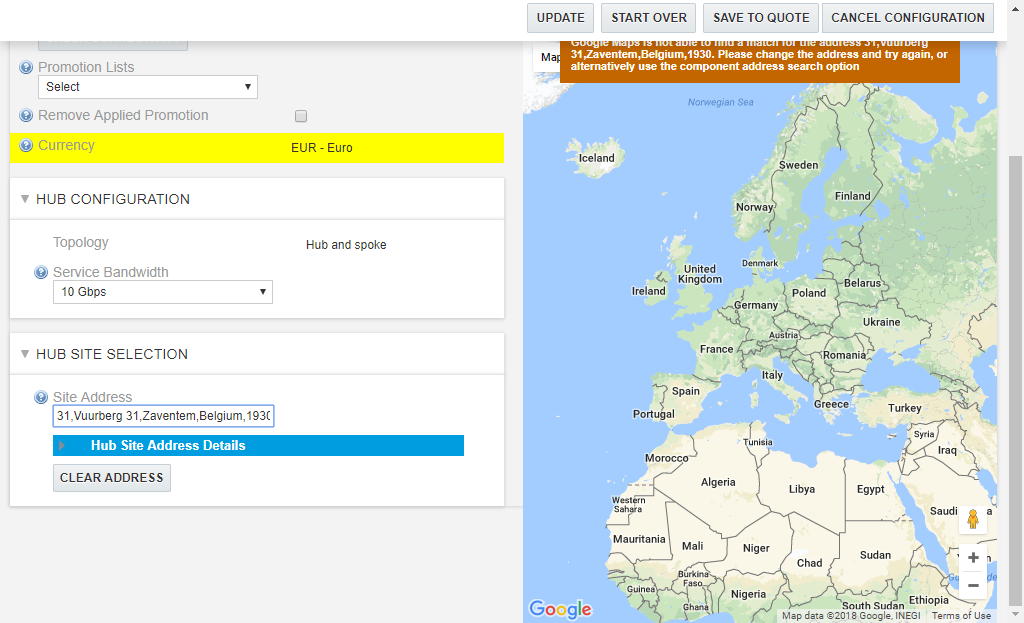 UPDATE
START OVER
SAVE TO QUOTE
CANCEL CONFIGURATION
Promotion Lists
Select
Remove Applied Promotion
Currency
EUR - Euro
HUB CONFIGURATION
Topology
Hub and spoke
Service Bandwidth
10 Gbps
HUB SITE SELECTION
Site Address
31,Vuurberg 31,Zaventem,Belgium,1930
Hub Site Address Details
CLEAR ADDRESS
Map
Google Maps is not able to find a match for the address 31,Vuurberg
31,Zaventem,Belgium,1930. Please change the address and try again, or
alternatively use the component address search option
Norwegian Sea
Iceland
Sweden
Finland
Norway
Denmark
United
Kingdom
Ireland
Belarus
Poland
Germany
Ukraine
Austria
France
Romania
Italy
Spain
Greece
Portugal
Turkey
Syria
Tunisia
Iraq
Morocco
Algeria
Libya
Egypt
Western
Sahara
Saudi
Mauritania
Mali
Niger
Chad
Sudan
Burkina
Faso
Guinea
Nigeria
Ghana
Ethiopia
South Sudan
Google
Map data ©2018 Google, INEGI
Terms of Use